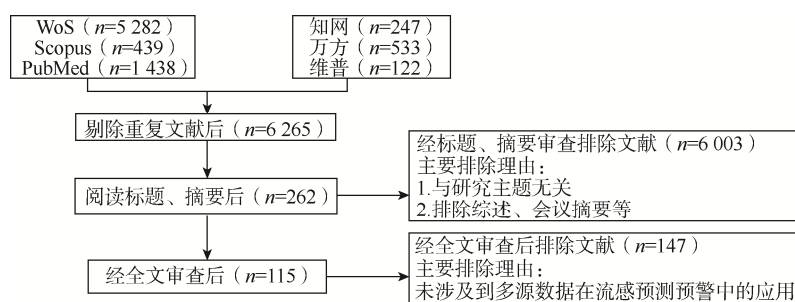 WoS（n=5 282）
Scopus（n=439）
PubMed（n=1 438）
知网（n=247）
万方（n=533）
维普（n=122）
剔除重复文献后（n=6 265）
经标题、摘要审查排除文献（n=6 003）
主要排除理由：
1.与研究主题无关
2.排除综述、会议摘要等
阅读标题、摘要后（n=262）
经全文审查后排除文献（n=147）
主要排除理由：
未涉及到多源数据在流感预测预警中的应用
经全文审查后（n=115）